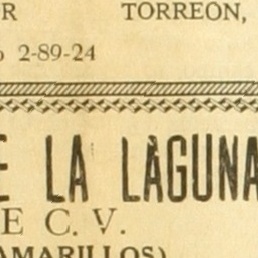 R TORREON,
2-89-24
E LA LAGUNA
E C. V.
AMARILLOS)